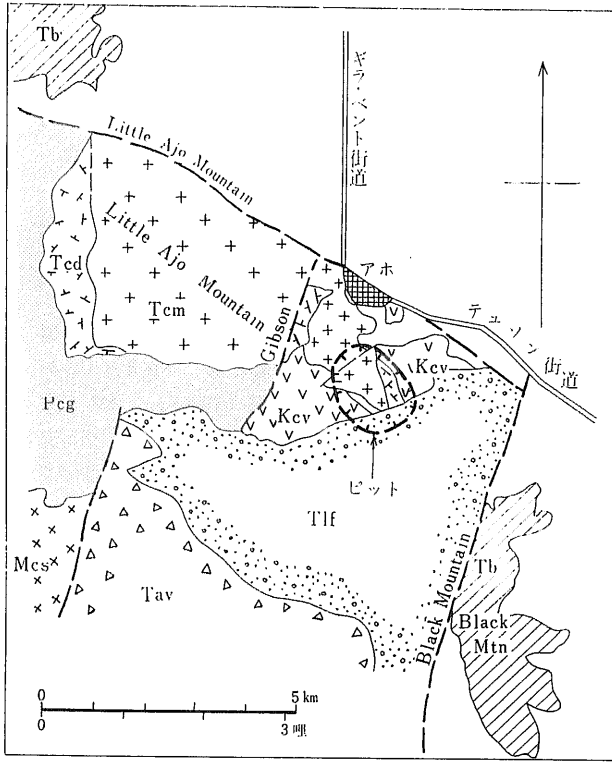 Tb
ギラ・ベント街道
Little Ajo Mountain
Little Ajo Mountain
アホ
Tcd
Tcm
Gibson
テュソン街道
Kcv
Pcg
Kcv
ピット
Tlf
Mcs
Tav
Black Mountain
Tb
Black
Mtn
0 5 km
0 3 哩